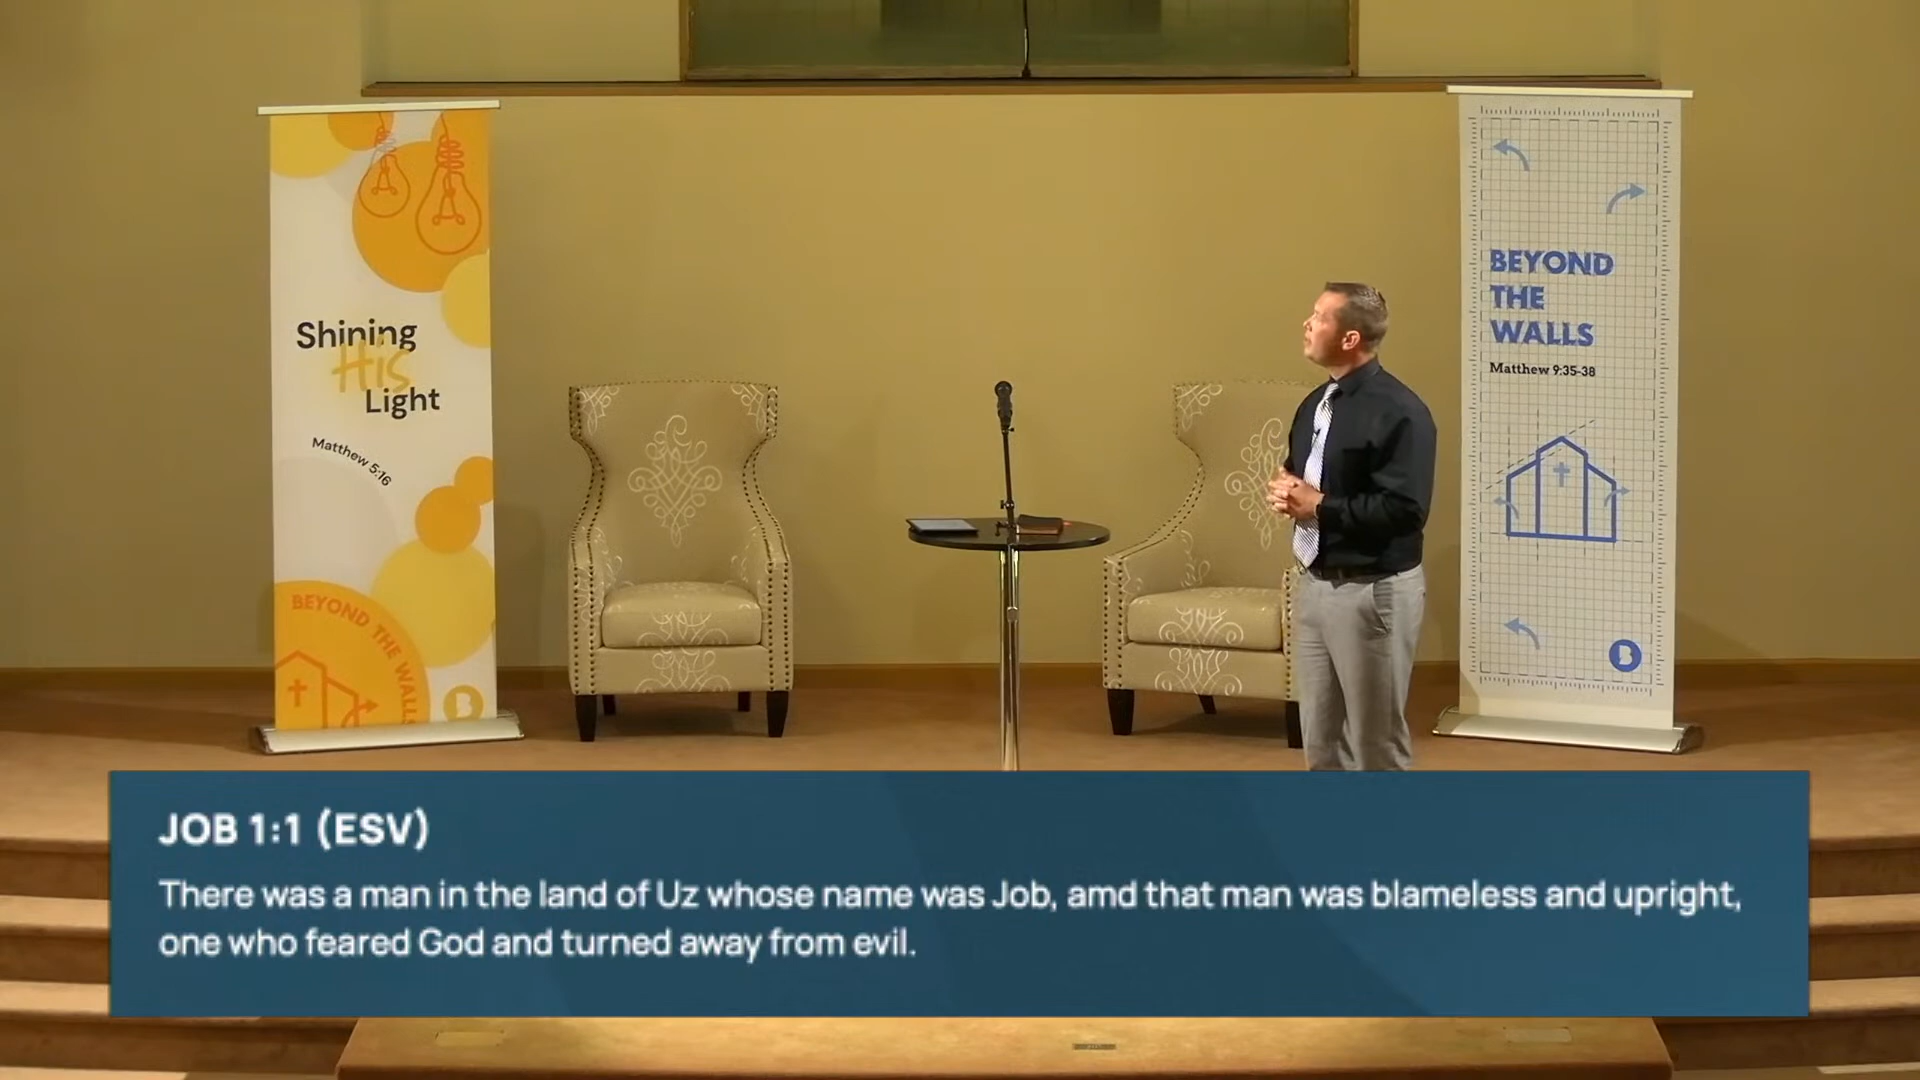 Shining
His
Light
Matthew 5:16
BEYOND THE WALLS
B
BEYOND
THE
WALLS
Matthew 9:35-38
B
JOB 1:1 (ESV)
There was a man in the land of Uz whose name was Job, amd that man was blameless and upright,
one who feared God and turned away from evil.